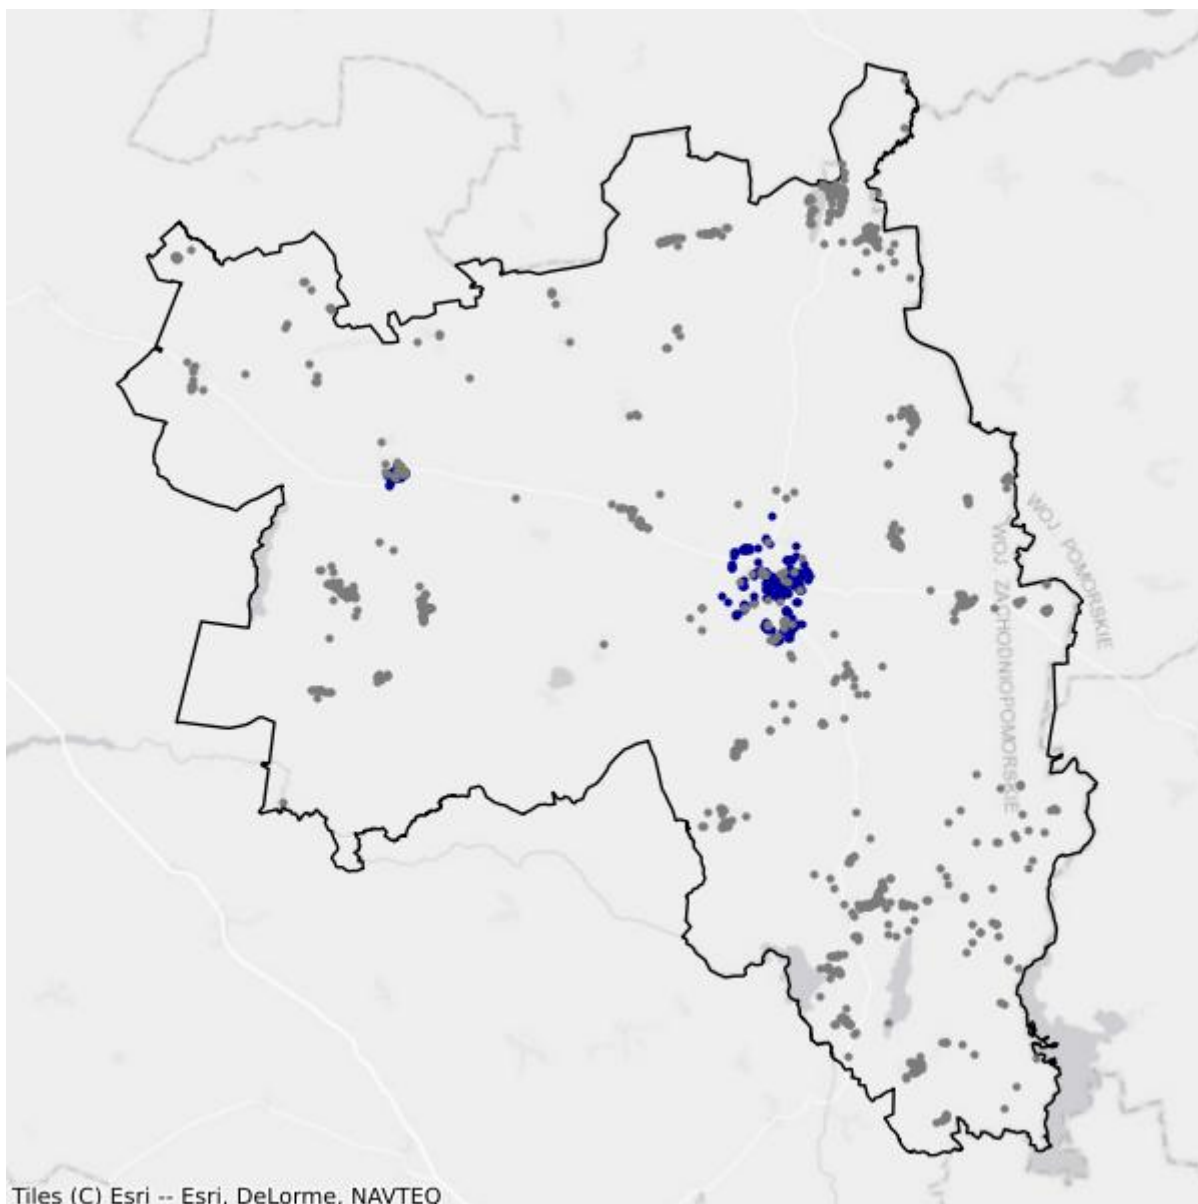 WOJ. POMORSKIE
WOJ. ZACHODNIOPOMORSKIE
Tiles (C) Esri -- Esri, DeLorme, NAVTEQ